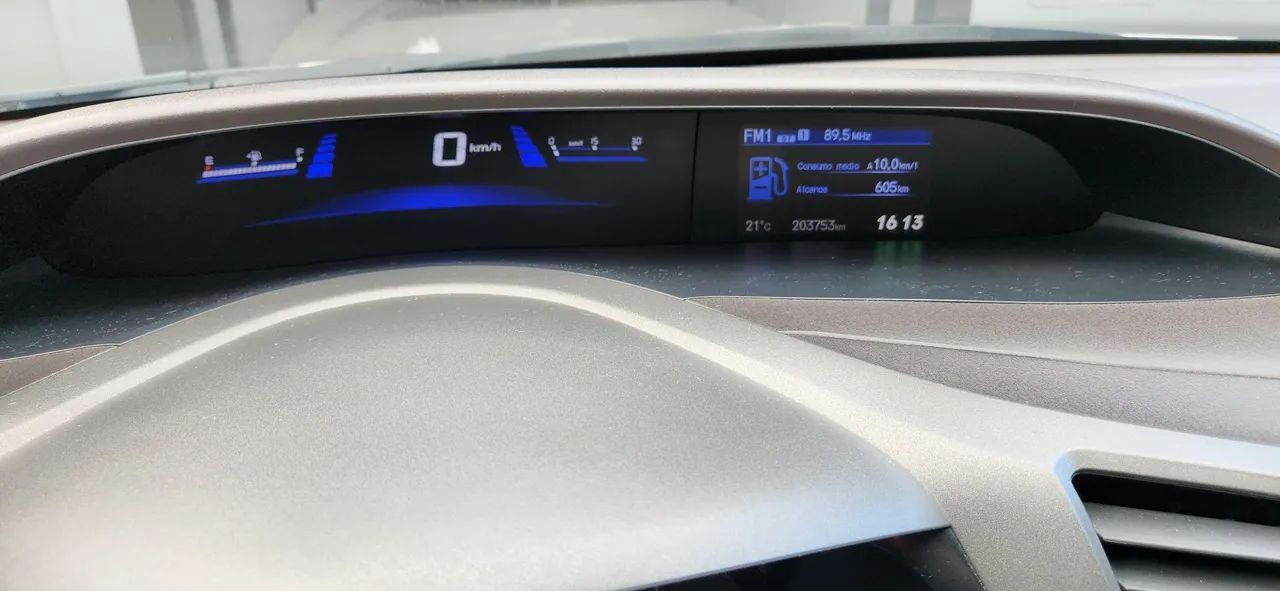 E F
0 km/h
0 km/l 15 30
FM1 89.5 MHz
Consumo medio A 10.0 km/l
Alcance 605 km
21°C 203753 km 16 13